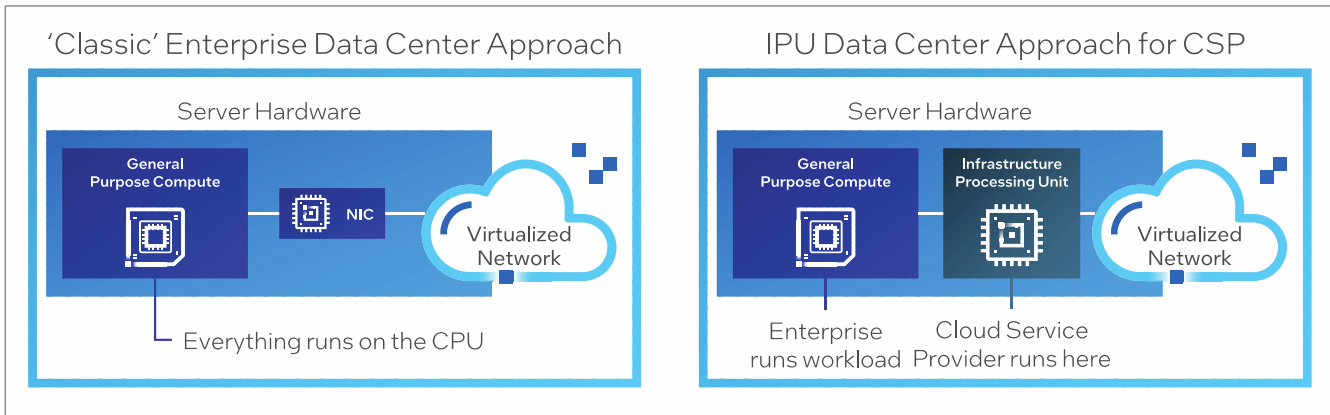 'Classic' Enterprise Data Center Approach
Server Hardware
General
Purpose Compute
NIC
Virtualized
Network
Everything runs on the CPU
IPU Data Center Approach for CSP
Server Hardware
General
Purpose Compute
Infrastructure
Processing Unit
Virtualized
Network
Enterprise
runs workload
Cloud Service
Provider runs here